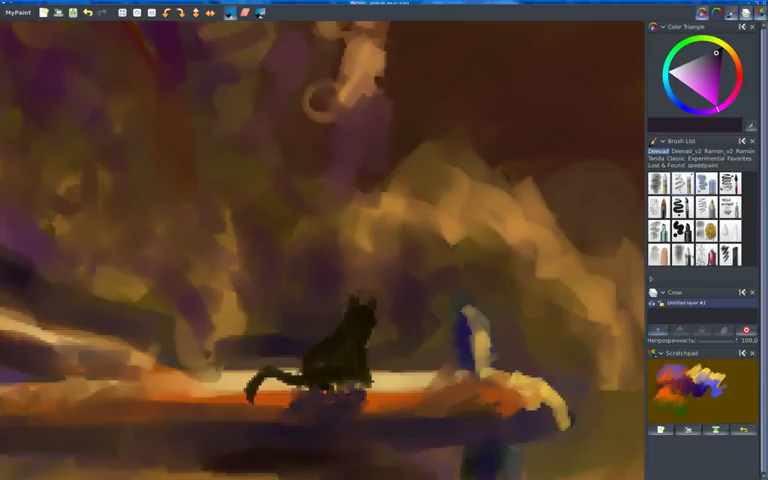 MyPaint
Color Triangle
Brush List
Deevad Deevad_v2 Ramon_v2 Ramón
Tanda Classic Experimental Favorites
Lost & Found speedpaint
Слои
Untitled layer #1
Непрозрачность:
100,0
Scratchpad